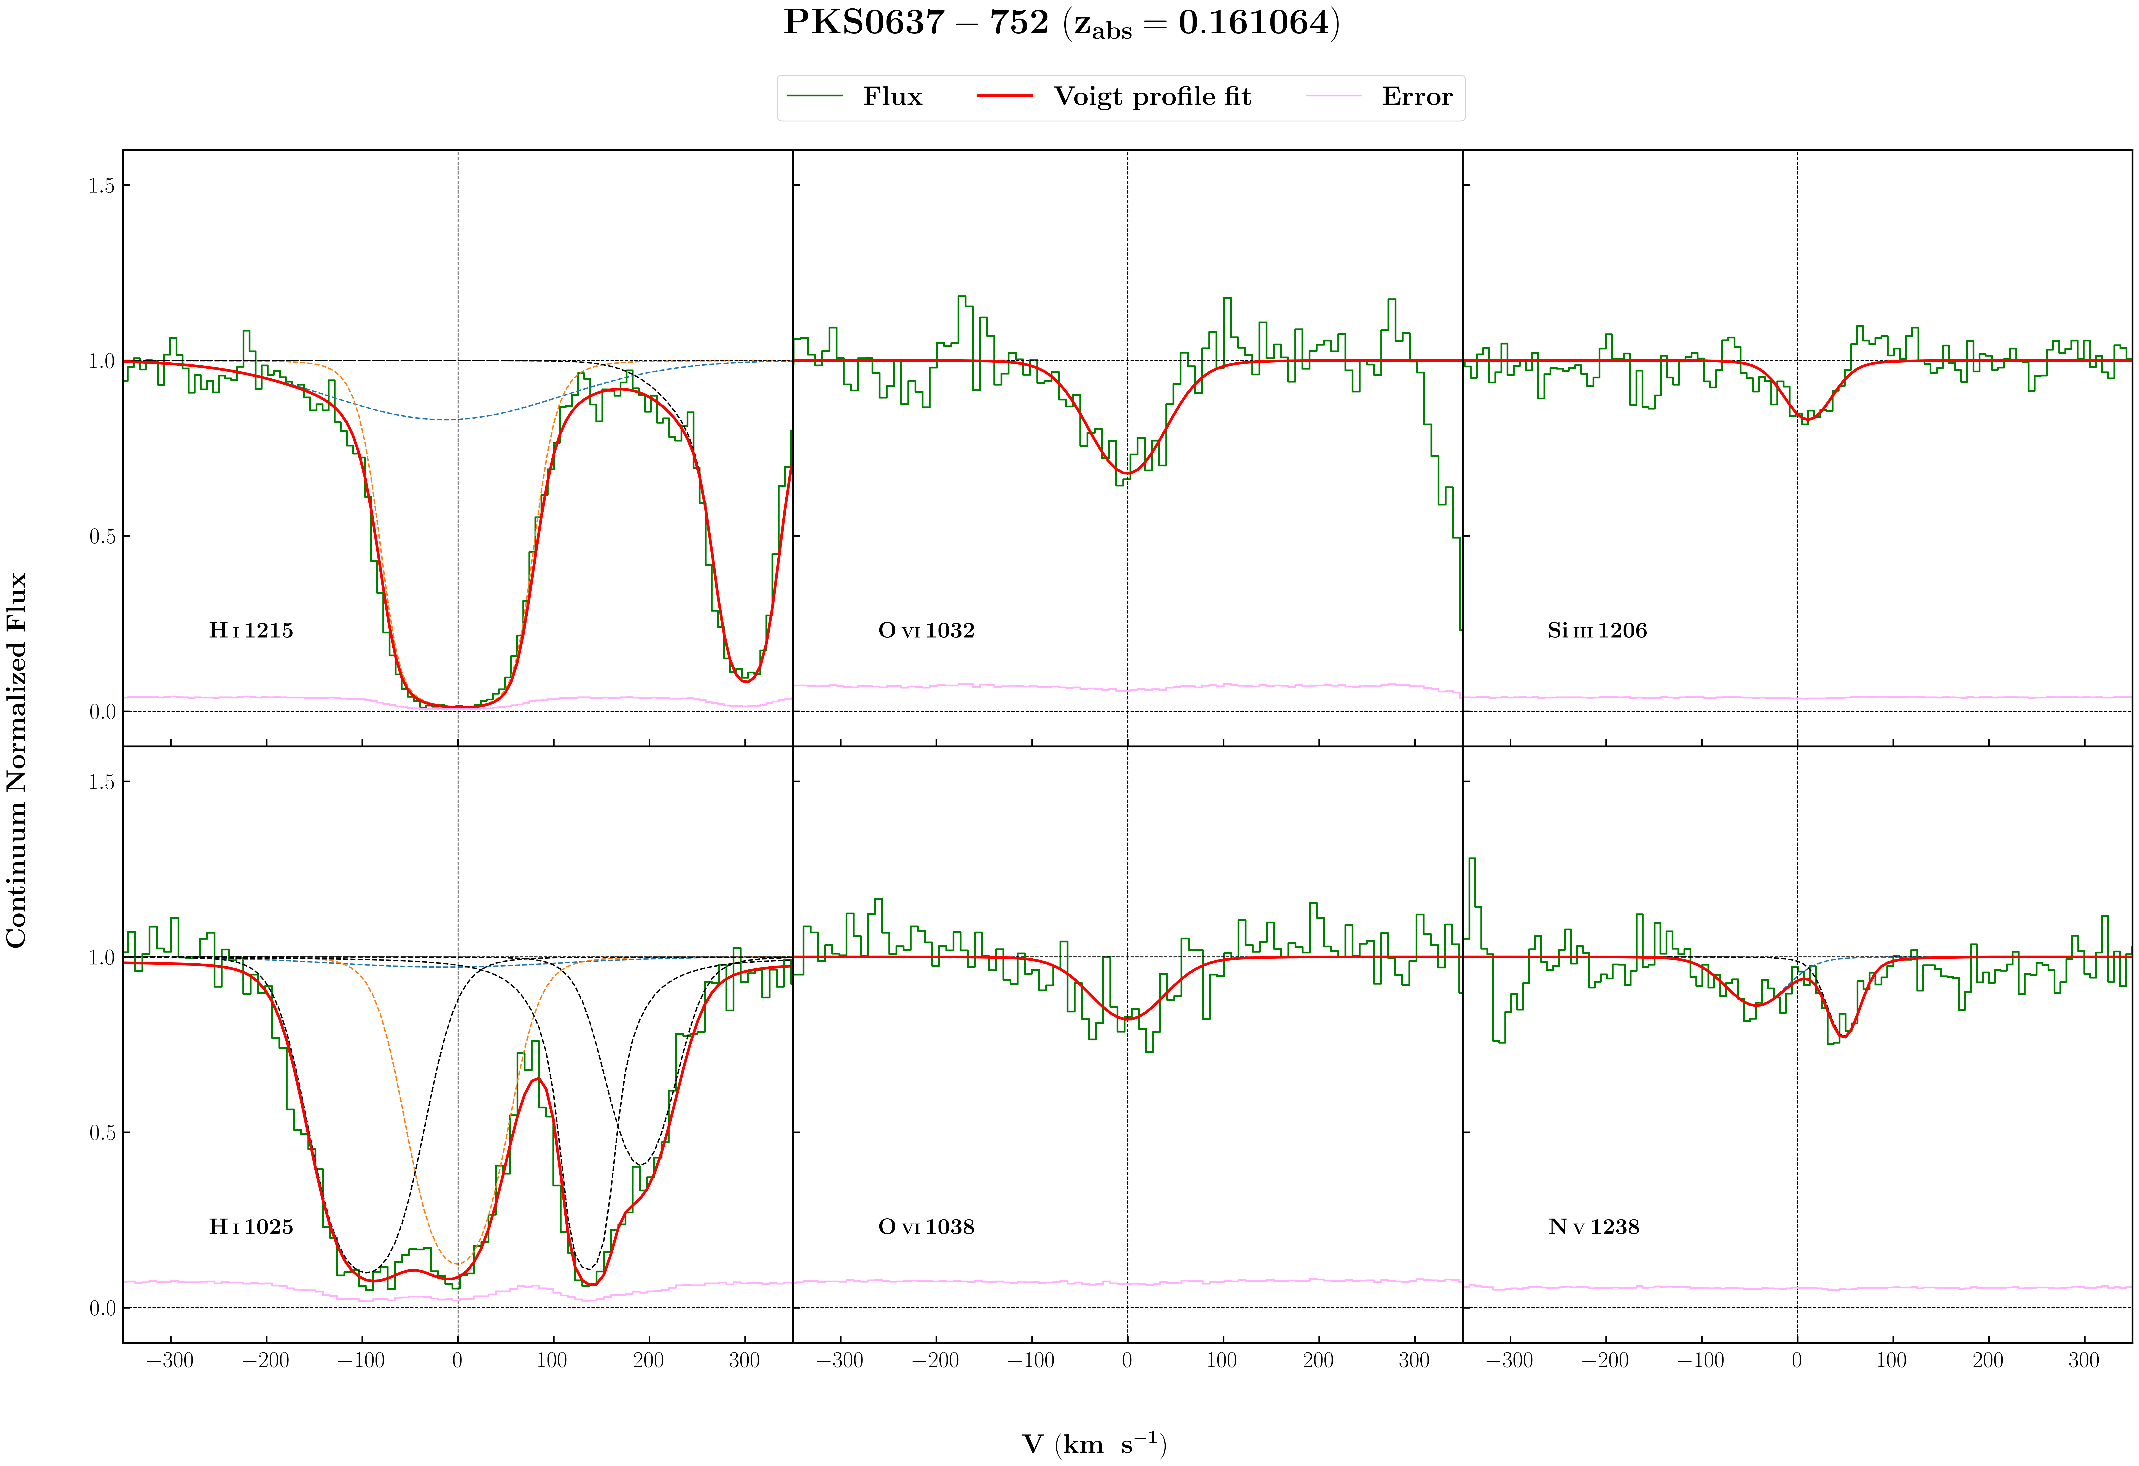 PKS0637 − 752 (z_abs = 0.161064)
Flux Voigt profile fit Error
Continuum Normalized Flux
1.5
1.0
0.5
0.0
H I 1215
O VI 1032
Si III 1206
1.5
1.0
0.5
0.0
H I 1025
O VI 1038
N V 1238
−300 −200 −100 0 100 200 300 −300 −200 −100 0 100 200 300 −300 −200 −100 0 100 200 300
V (km s⁻¹)